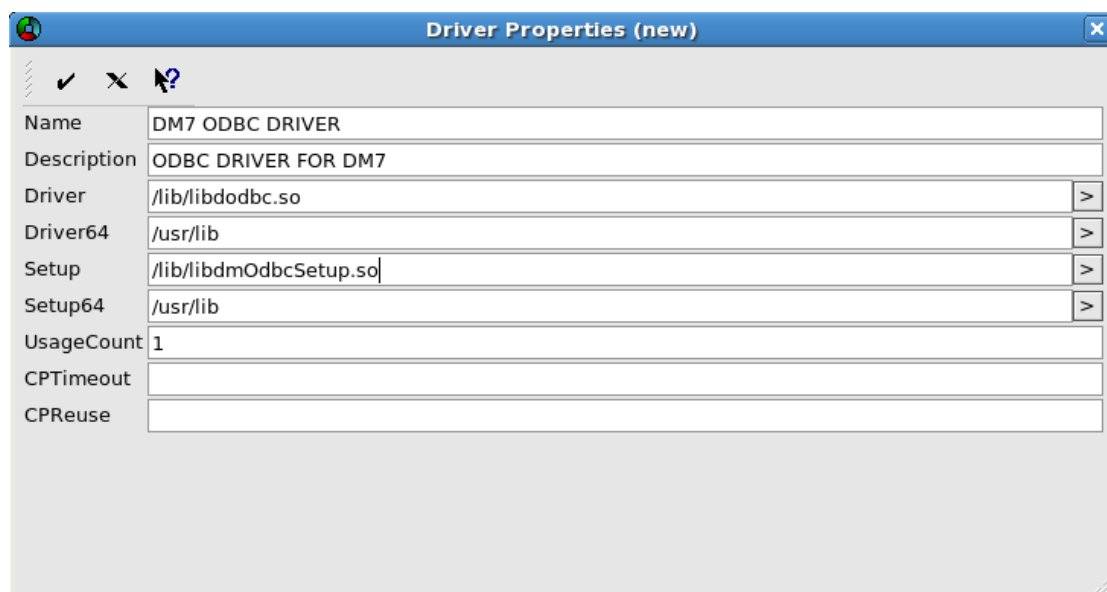 Driver Properties (new)
Name DM7 ODBC DRIVER
Description ODBC DRIVER FOR DM7
Driver /lib/libdodbc.so >
Driver64 /usr/lib >
Setup /lib/libdmOdbcSetup.so >
Setup64 /usr/lib >
UsageCount 1
CPTimeout
CPReuse